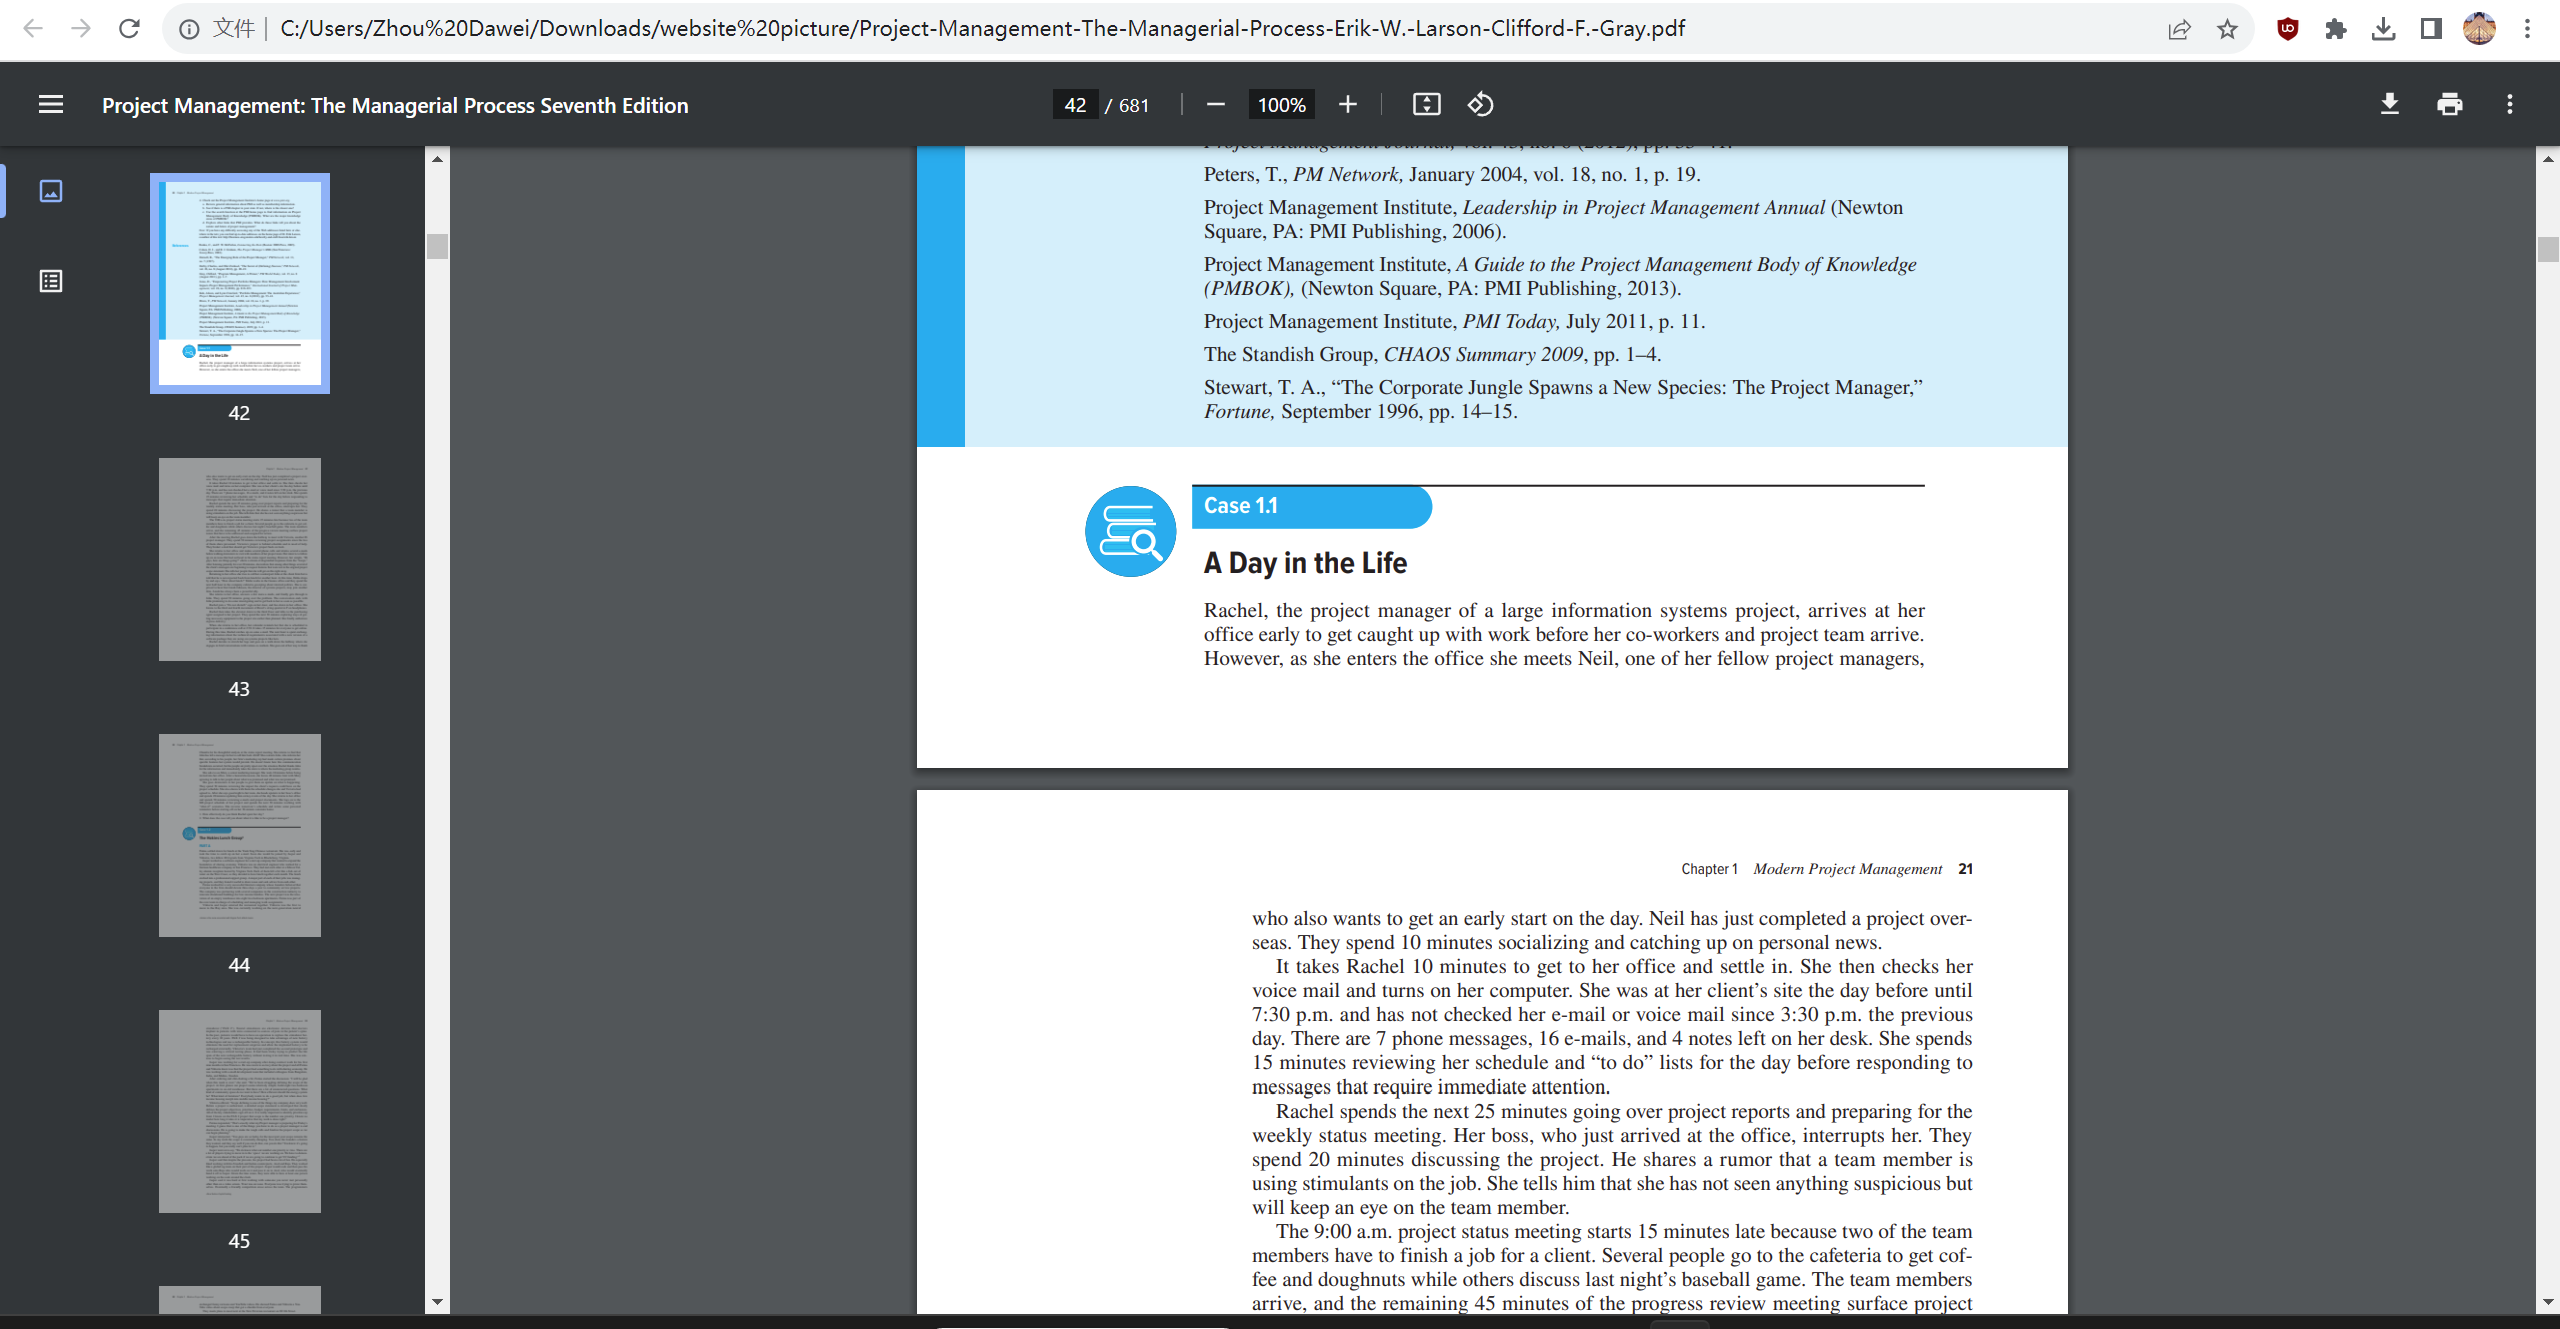 文件
C:/Users/Zhou%20Dawei/Downloads/website%20picture/Project-Management-The-Managerial-Process-Erik-W.-Larson-Clifford-F.-Gray.pdf
Project Management: The Managerial Process Seventh Edition
42 / 681
100%
42
43
44
45
Project Management Journal, vol. 43, no. 6 (2012), pp.
Peters, T., PM Network, January 2004, vol. 18, no. 1, p. 19.
Project Management Institute, Leadership in Project Management Annual (Newton
Square, PA: PMI Publishing, 2006).
Project Management Institute, A Guide to the Project Management Body of Knowledge
(PMBOK), (Newton Square, PA: PMI Publishing, 2013).
Project Management Institute, PMI Today, July 2011, p. 11.
The Standish Group, CHAOS Summary 2009, pp. 1–4.
Stewart, T. A., “The Corporate Jungle Spawns a New Species: The Project Manager,”
Fortune, September 1996, pp. 14–15.
Case 1.1
A Day in the Life
Rachel, the project manager of a large information systems project, arrives at her
office early to get caught up with work before her co-workers and project team arrive.
However, as she enters the office she meets Neil, one of her fellow project managers,
Chapter 1 Modern Project Management 21
who also wants to get an early start on the day. Neil has just completed a project over-
seas. They spend 10 minutes socializing and catching up on personal news.
It takes Rachel 10 minutes to get to her office and settle in. She then checks her
voice mail and turns on her computer. She was at her client’s site the day before until
7:30 p.m. and has not checked her e-mail or voice mail since 3:30 p.m. the previous
day. There are 7 phone messages, 16 e-mails, and 4 notes left on her desk. She spends
15 minutes reviewing her schedule and “to do” lists for the day before responding to
messages that require immediate attention.
Rachel spends the next 25 minutes going over project reports and preparing for the
weekly status meeting. Her boss, who just arrived at the office, interrupts her. They
spend 20 minutes discussing the project. He shares a rumor that a team member is
using stimulants on the job. She tells him that she has not seen anything suspicious but
will keep an eye on the team member.
The 9:00 a.m. project status meeting starts 15 minutes late because two of the team
members have to finish a job for a client. Several people go to the cafeteria to get cof-
fee and doughnuts while others discuss last night’s baseball game. The team members
arrive, and the remaining 45 minutes of the progress review meeting surface project